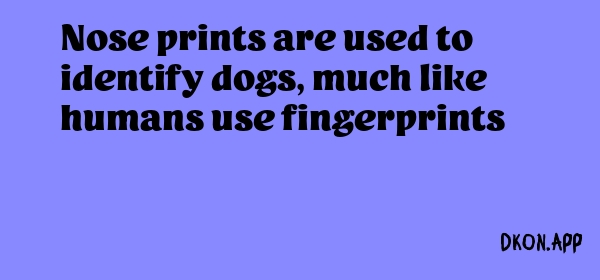 Nose prints are used to
identify dogs, much like
humans use fingerprints
DKON.APP